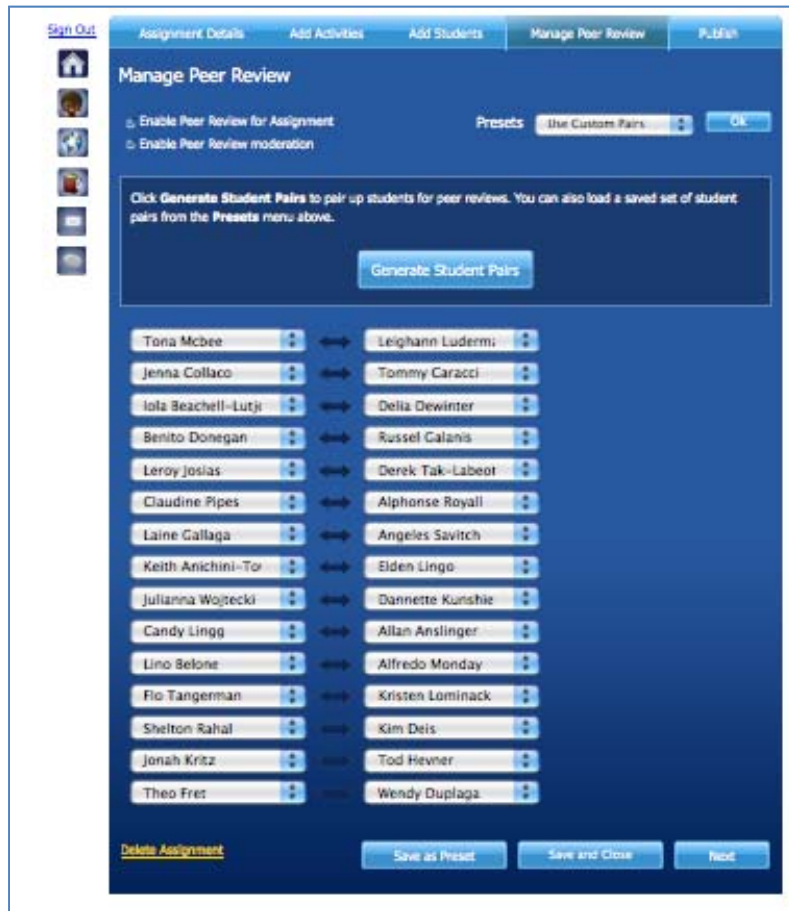 Sign Out
Assignment Details Add Activities Add Students Manage Peer Review Publish
Manage Peer Review
Enable Peer Review for Assignment
Presets Use Custom Pairs Ok
Enable Peer Review moderation
Click Generate Student Pairs to pair up students for peer reviews. You can also load a saved set of student
pairs from the Presets menu above.
Generate Student Pairs
Tona Mcbee Leighann Luderma
Jenna Collaco Tommy Caracci
Iola Beachell-Lutje Delia Dewinter
Benito Donegan Russel Galanis
Leroy Josias Derek Tak-Labeot
Claudine Pipes Alphonse Royall
Laine Gallaga Angeles Savitch
Keith Anichini-Tor Elden Lingo
Julianna Wojtecki Dannette Kunshie
Candy Lingg Allan Anslinger
Lino Belone Alfredo Monday
Flo Tangerman Kristen Lominack
Shelton Rahal Kim Deis
Jonah Kritz Tod Hevner
Theo Fret Wendy Duplaga
Delete Assignment Save as Preset Save and Close Next